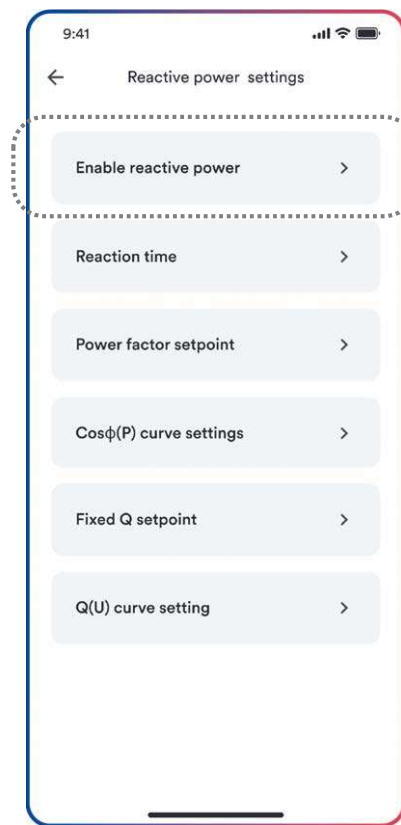 9:41
Reactive power settings
Enable reactive power
Reaction time
Power factor setpoint
Cosϕ(P) curve settings
Fixed Q setpoint
Q(U) curve setting